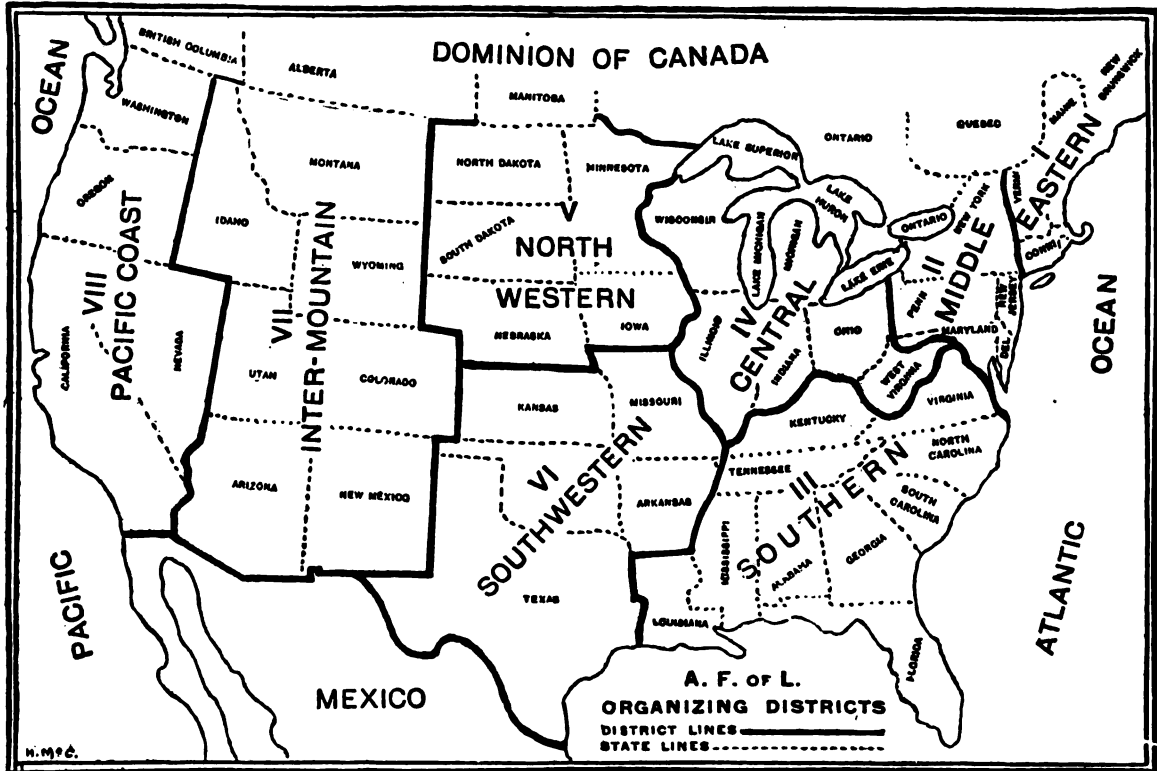 DOMINION OF CANADA
BRITISH COLUMBIA
ALBERTA
MANITOBA
ONTARIO
QUEBEC
NEW BRUNSWICK
OCEAN
PACIFIC
WASHINGTON
OREGON
CALIFORNIA
NEVADA
VIII
PACIFIC COAST
IDAHO
MONTANA
WYOMING
UTAH
COLORADO
ARIZONA
NEW MEXICO
VII
INTER-MOUNTAIN
NORTH DAKOTA
MINNESOTA
SOUTH DAKOTA
NEBRASKA
IOWA
V
NORTH
WESTERN
KANSAS
MISSOURI
ARKANSAS
TEXAS
VI
SOUTHWESTERN
LAKE SUPERIOR
LAKE MICHIGAN
LAKE HURON
LAKE ERIE
ONTARIO
WISCONSIN
MICHIGAN
ILLINOIS
INDIANA
OHIO
IV
CENTRAL
MAINE
VERM
CONN
I
EASTERN
NEW YORK
PENN
NEW JERSEY
MARYLAND
DEL.
WEST VIRGINIA
II
MIDDLE
VIRGINIA
KENTUCKY
TENNESSEE
NORTH CAROLINA
SOUTH CAROLINA
GEORGIA
ALABAMA
MISSISSIPPI
LOUISIANA
FLORIDA
III
SOUTHERN
OCEAN
ATLANTIC
MEXICO
A. F. OF L.
ORGANIZING DISTRICTS
DISTRICT LINES
STATE LINES
H. McC.